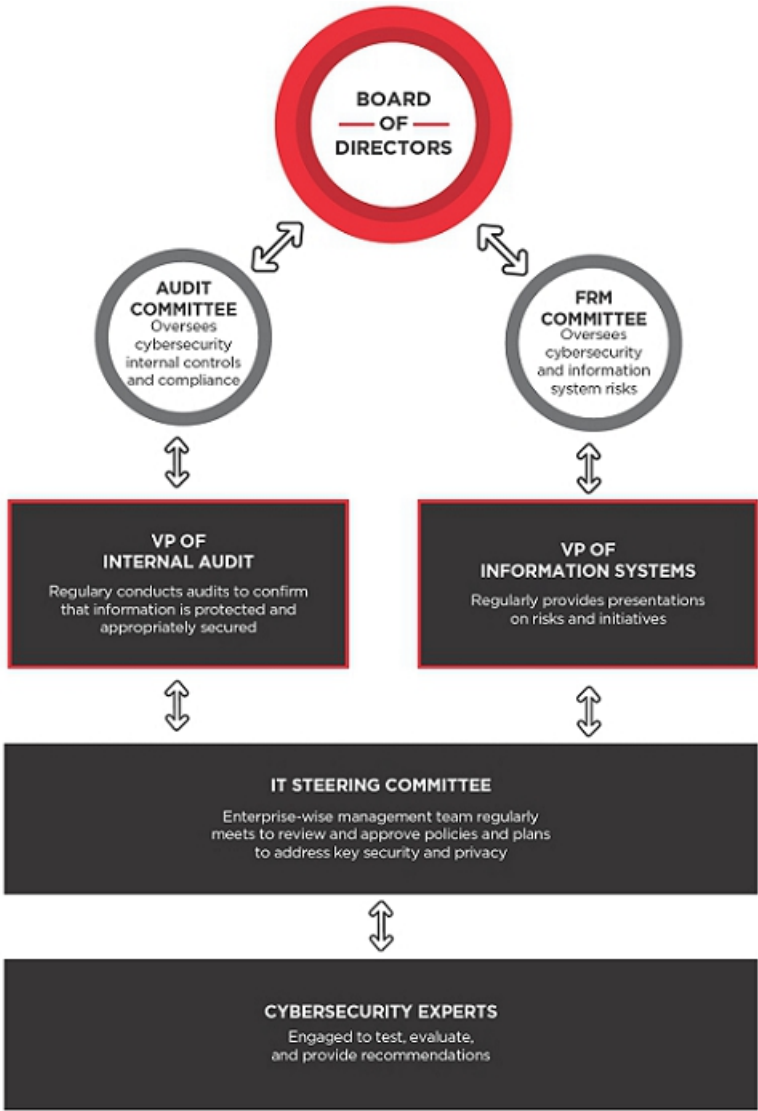 BOARD
OF
DIRECTORS
AUDIT
COMMITTEE
Oversees
cybersecurity
internal controls
and compliance
FRM
COMMITTEE
Oversees
cybersecurity
and information
system risks
VP OF
INTERNAL AUDIT
Regulary conducts audits to confirm
that information is protected and
appropriately secured
VP OF
INFORMATION SYSTEMS
Regularly provides presentations
on risks and initiatives
IT STEERING COMMITTEE
Enterprise-wise management team regularly
meets to review and approve policies and plans
to address key security and privacy
CYBERSECURITY EXPERTS
Engaged to test, evaluate,
and provide recommendations